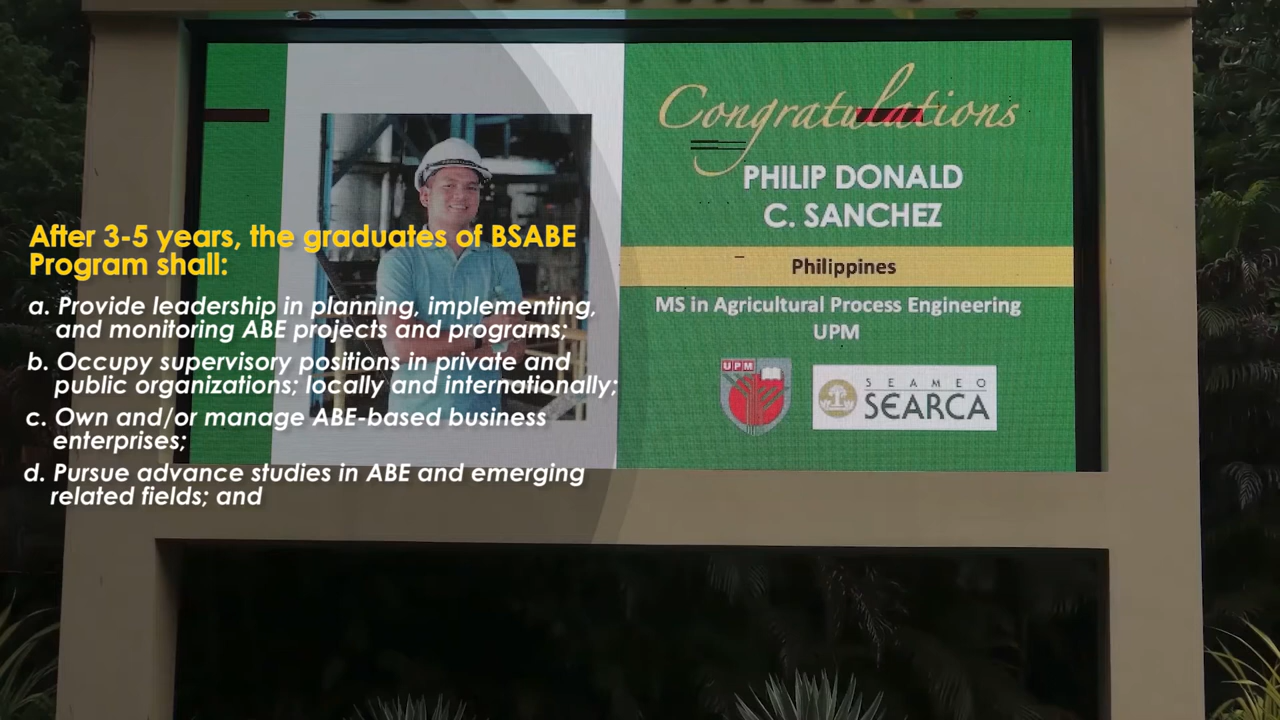 After 3-5 years, the graduates of BSABE
Program shall:
a. Provide leadership in planning, implementing,
and monitoring ABE projects and programs;
b. Occupy supervisory positions in private and
public organizations; locally and internationally;
c. Own and/or manage ABE-based business
enterprises;
d. Pursue advance studies in ABE and emerging
related fields; and
Congratulations
PHILIP DONALD
C. SANCHEZ
Philippines
MS in Agricultural Process Engineering
UPM
UPM
SEAMEO
SEARCA